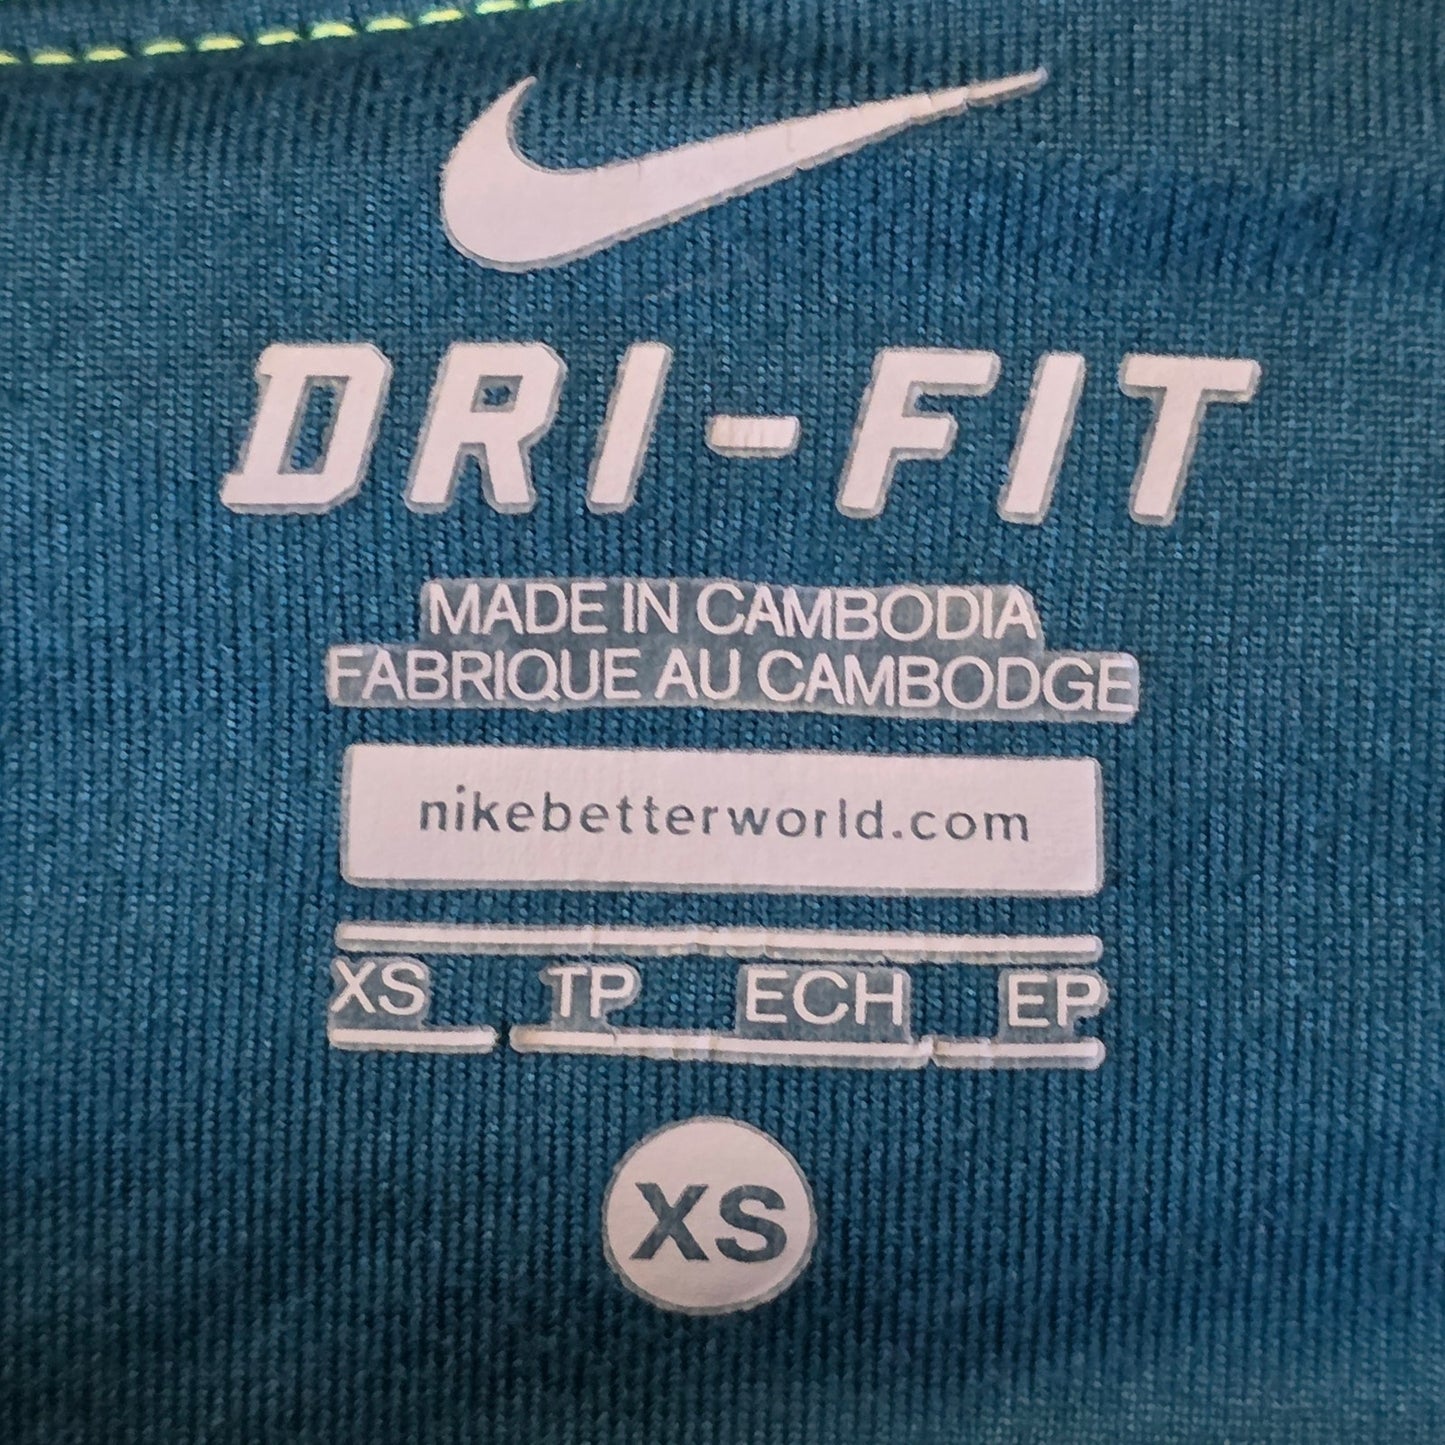 DRI-FIT
MADE IN CAMBODIA
FABRIQUE AU CAMBODGE
nikebetterworld.com
XS TP ECH EP
XS